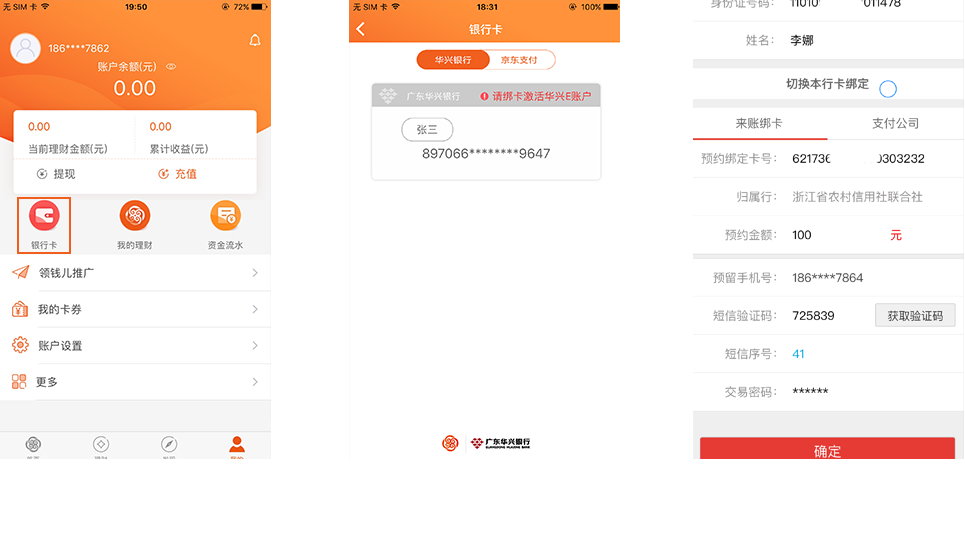 无 SIM 卡
19:50
72%
186****7862
账户余额(元)
0.00
0.00
0.00
当前理财金额(元)
累计收益(元)
提现
充值
银行卡
我的理财
资金流水
领钱儿推广
我的卡券
账户设置
更多
无 SIM 卡
18:31
100%
银行卡
华兴银行
京东支付
广东华兴银行
请绑卡激活华兴E账户
张三
897066********9647
广东华兴银行
GUANGDONG HUAXING BANK
身份证号码：
011478
姓名：
李娜
切换本行卡绑定
来账绑卡
支付公司
预约绑定卡号：
621736
0303232
归属行：
浙江省农村信用社联合社
预约金额：
100
元
预留手机号：
186****7864
短信验证码：
725839
获取验证码
短信序号：
41
交易密码：
******
确定